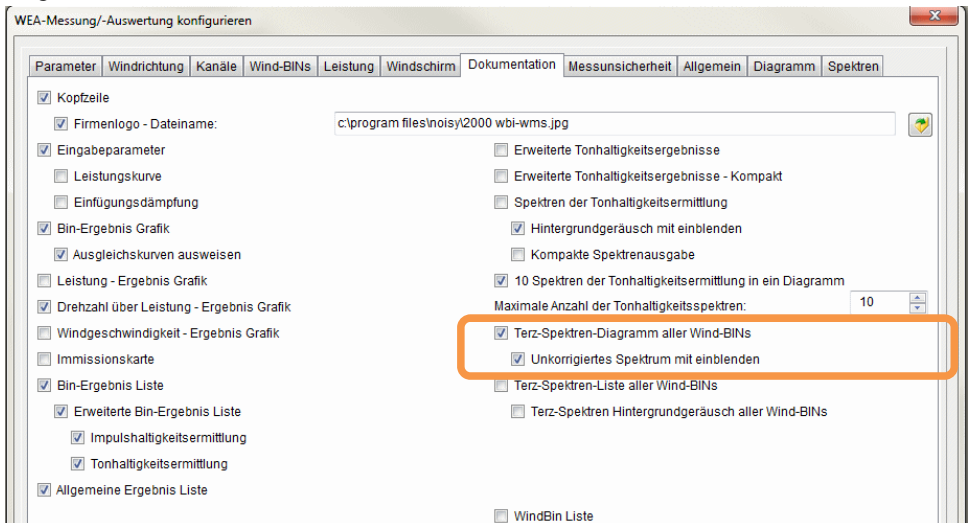 WEA-Messung/-Auswertung konfigurieren
Parameter Windrichtung Kanäle Wind-BINs Leistung Windschirm Dokumentation Messunsicherheit Allgemein Diagramm Spektren
Kopfzeile
Firmenlogo - Dateiname: c:\program files\noisy\2000 wbi-wms.jpg
Eingabeparameter
Leistungskurve
Einfügungsdämpfung
Bin-Ergebnis Grafik
Ausgleichskurven ausweisen
Leistung - Ergebnis Grafik
Drehzahl über Leistung - Ergebnis Grafik
Windgeschwindigkeit - Ergebnis Grafik
Immissionskarte
Bin-Ergebnis Liste
Erweiterte Bin-Ergebnis Liste
Impulshaltigkeitsermittlung
Tonhaltigkeitsermittlung
Allgemeine Ergebnis Liste
Erweiterte Tonhaltigkeitsergebnisse
Erweiterte Tonhaltigkeitsergebnisse - Kompakt
Spektren der Tonhaltigkeitsermittlung
Hintergrundgeräusch mit einblenden
Kompakte Spektrenausgabe
10 Spektren der Tonhaltigkeitsermittlung in ein Diagramm
Maximale Anzahl der Tonhaltigkeitsspektren: 10
Terz-Spektren-Diagramm aller Wind-BINs
Unkorrigiertes Spektrum mit einblenden
Terz-Spektren-Liste aller Wind-BINs
Terz-Spektren Hintergrundgeräusch aller Wind-BINs
WindBin Liste